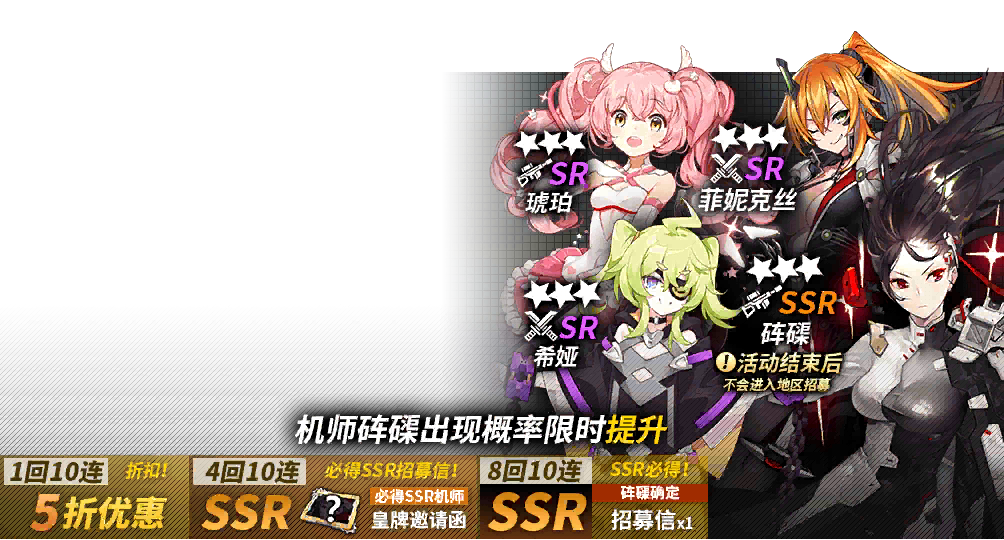 SR
琥珀
SR
菲妮克丝
SR
希娅
SSR
砗磲
!活动结束后
不会进入地区招募
机师砗磲出现概率限时提升
1回10连 折扣!
5折优惠
4回10连 必得SSR招募信!
SSR
?
必得SSR机师
皇牌邀请函
8回10连 SSR必得!
SSR
砗磲确定
招募信x1